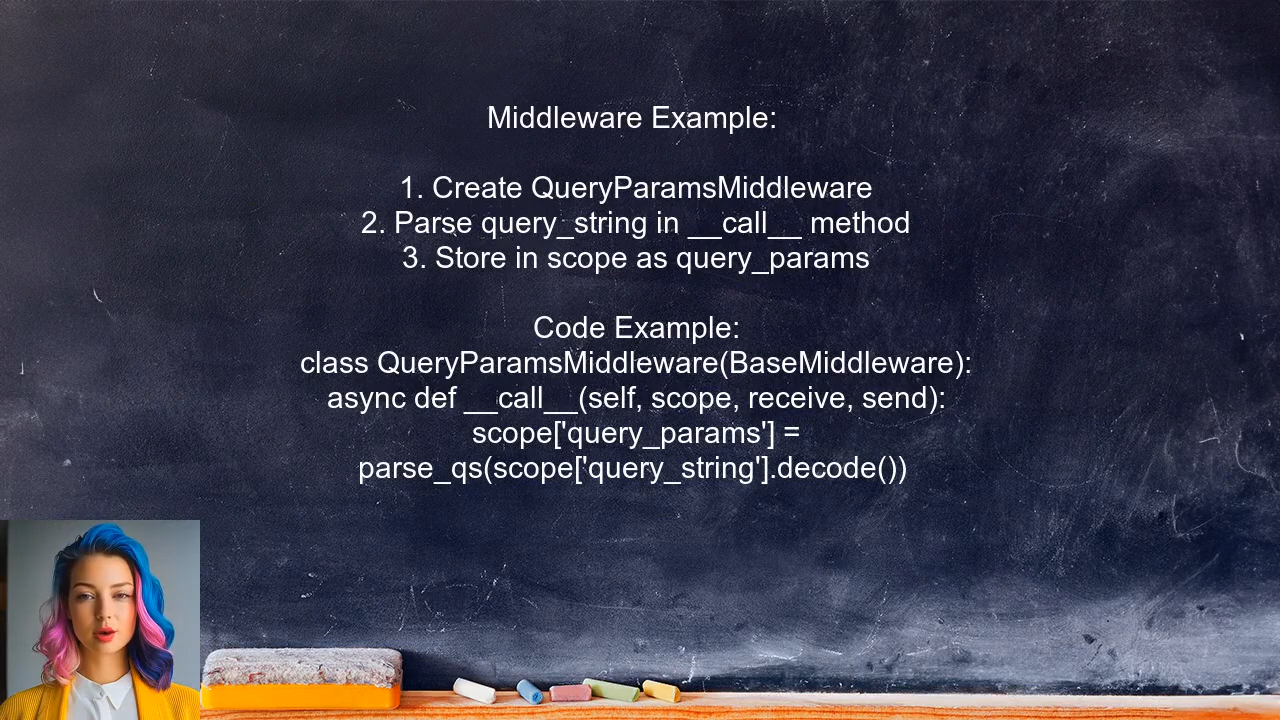 Middleware Example:
1. Create QueryParamsMiddleware
2. Parse query_string in __call__ method
3. Store in scope as query_params
Code Example:
class QueryParamsMiddleware(BaseMiddleware):
async def __call__(self, scope, receive, send):
scope['query_params'] =
parse_qs(scope['query_string'].decode())